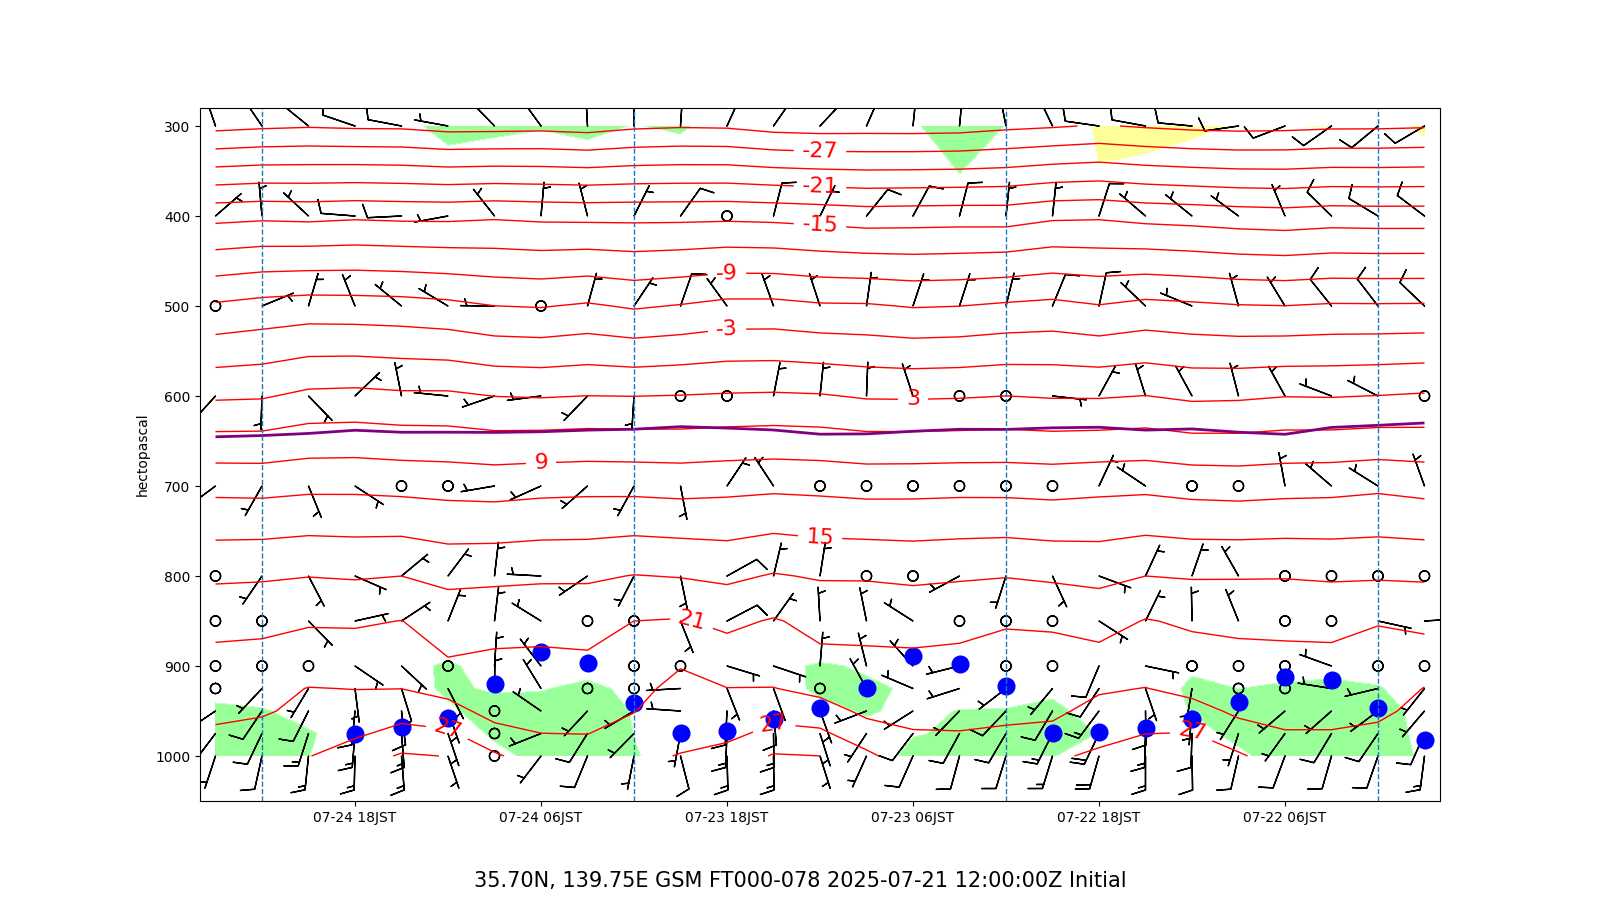 300
400
500
600
700
800
900
1000
hectopascal
-27
-21
-15
-9
-3
3
9
15
21
27
27
27
07-24 18JST
07-24 06JST
07-23 18JST
07-23 06JST
07-22 18JST
07-22 06JST
35.70N, 139.75E GSM FT000-078 2025-07-21 12:00:00Z Initial